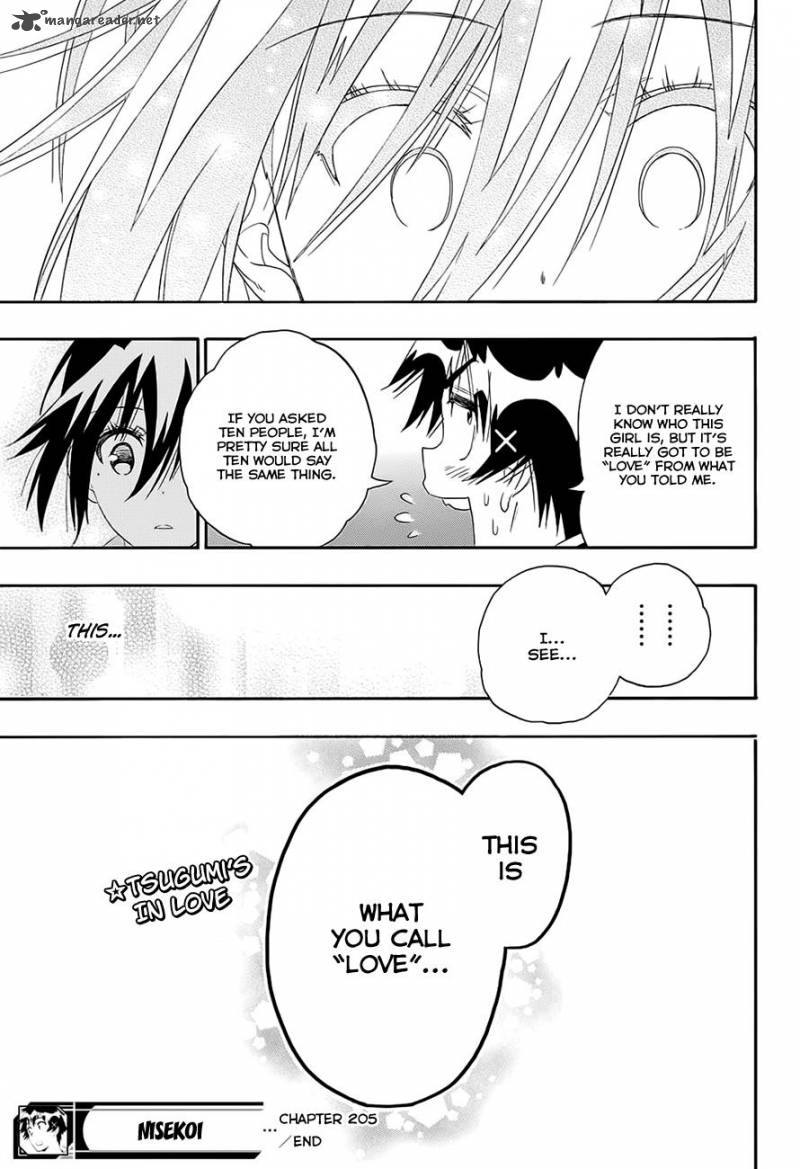 mangareader.net
I DON'T REALLY
KNOW WHO THIS
GIRL IS, BUT IT'S
REALLY GOT TO BE
"LOVE" FROM WHAT
YOU TOLD ME.
IF YOU ASKED
TEN PEOPLE, I'M
PRETTY SURE ALL
TEN WOULD SAY
THE SAME THING.
......
I...
SEE...
THIS...
THIS
IS
WHAT
YOU CALL
"LOVE"...
☆TSUGUMI'S
IN LOVE
NISEKOI
... CHAPTER 205
／END